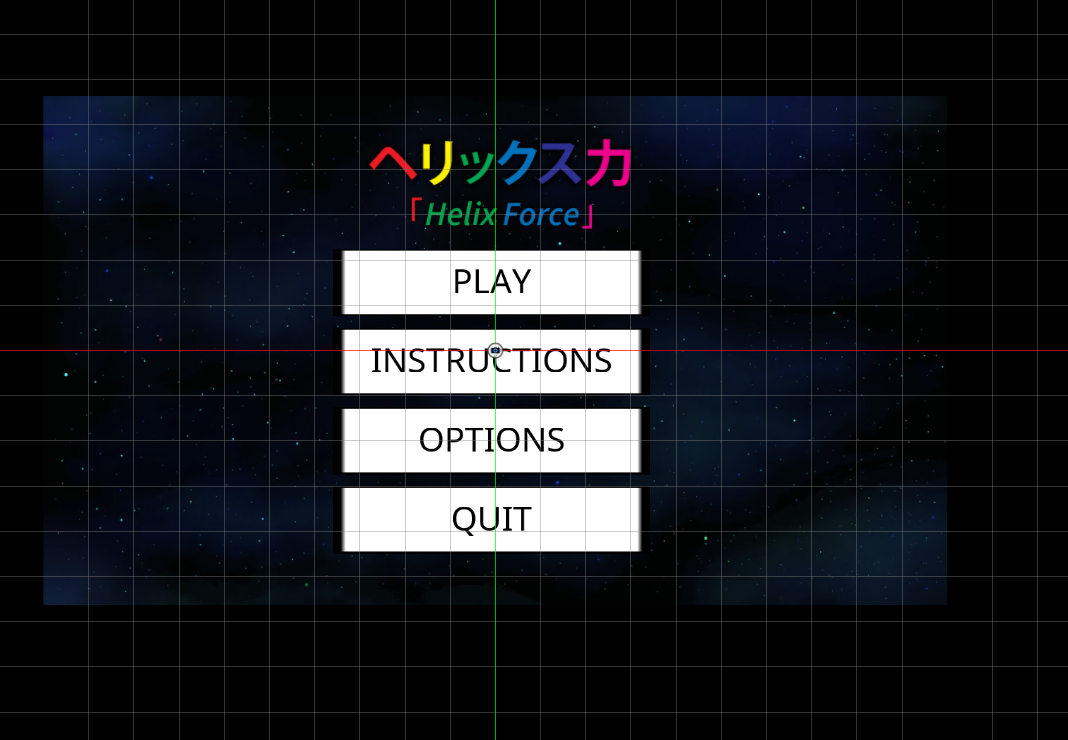 ヘリックス力
「Helix Force」
PLAY
INSTRUCTIONS
OPTIONS
QUIT